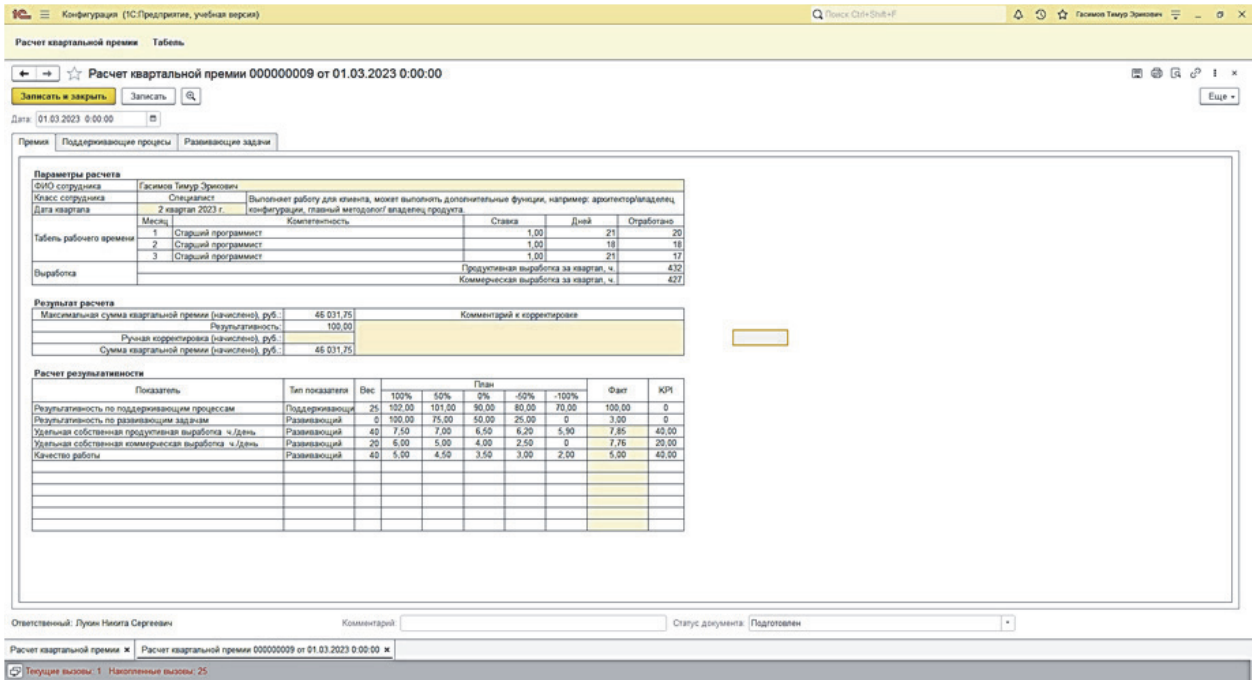 1С Конфигурация (1С:Предприятие, учебная версия) Поиск Ctrl+Shift+F Гасимов Тимур Эрикович
Расчет квартальной премии Табель
Расчет квартальной премии 000000009 от 01.03.2023 0:00:00
Записать и закрыть Записать Еще
Дата: 01.03.2023 0:00:00
Премия Поддерживающие процесы Развивающие задачи
Параметры расчета
ФИО сотрудника Гасимов Тимур Эрикович
Класс сотрудника Специалист Выполняет работу для клиента, может выполнять дополнительные функции, например: архитектор/владелец
Дата квартала 2 квартал 2023 г. конфигурации, главный методолог/ владелец продукта.
Табель рабочего времени Месяц Компетентность Ставка Дней Отработано
1 Старший программист 1,00 21 20
2 Старший программист 1,00 18 18
3 Старший программист 1,00 21 17
Выработка Продуктивная выработка за квартал, ч. 432
Коммерческая выработка за квартал, ч. 427
Результат расчета
Максимальная сумма квартальной премии (начислено), руб.: 46 031,75 Комментарий к корректировке
Результативность: 100,00
Ручная корректировка (начислено), руб.:
Сумма квартальной премии (начислено), руб.: 46 031,75
Расчет результативности
Показатель Тип показателя Вес План Факт KPI
100% 50% 0% -50% -100%
Результативность по поддерживающим процессам Поддерживающи 25 102,00 101,00 90,00 80,00 70,00 100,00 0
Результативность по развивающим задачам Развивающий 0 100,00 75,00 50,00 25,00 0 3,00 0
Удельная собственная продуктивная выработка ч./день Развивающий 40 7,50 7,00 6,50 6,20 5,90 7,85 40,00
Удельная собственная коммерческая выработка ч./день Развивающий 20 6,00 5,00 4,00 2,50 0 7,76 20,00
Качество работы Развивающий 40 5,00 4,50 3,50 3,00 2,00 5,00 40,00
Ответственный: Лукин Никита Сергеевич Комментарий: Статус документа: Подготовлен
Расчет квартальной премии × Расчет квартальной премии 000000009 от 01.03.2023 0:00:00 ×
Текущие вызовы: 1 Накопленные вызовы: 25